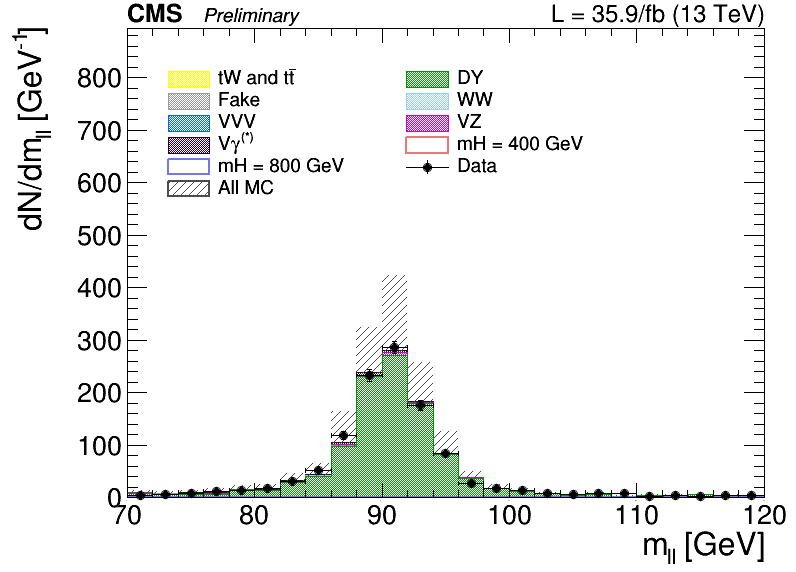 CMS Preliminary L = 35.9/fb (13 TeV)
dN/dm_ll [GeV⁻¹]
800
700
600
500
400
300
200
100
0
tW and tt̄
Fake
VVV
Vγ⁽*⁾
mH = 800 GeV
All MC
DY
WW
VZ
mH = 400 GeV
Data
70 80 90 100 110 120
m_ll [GeV]